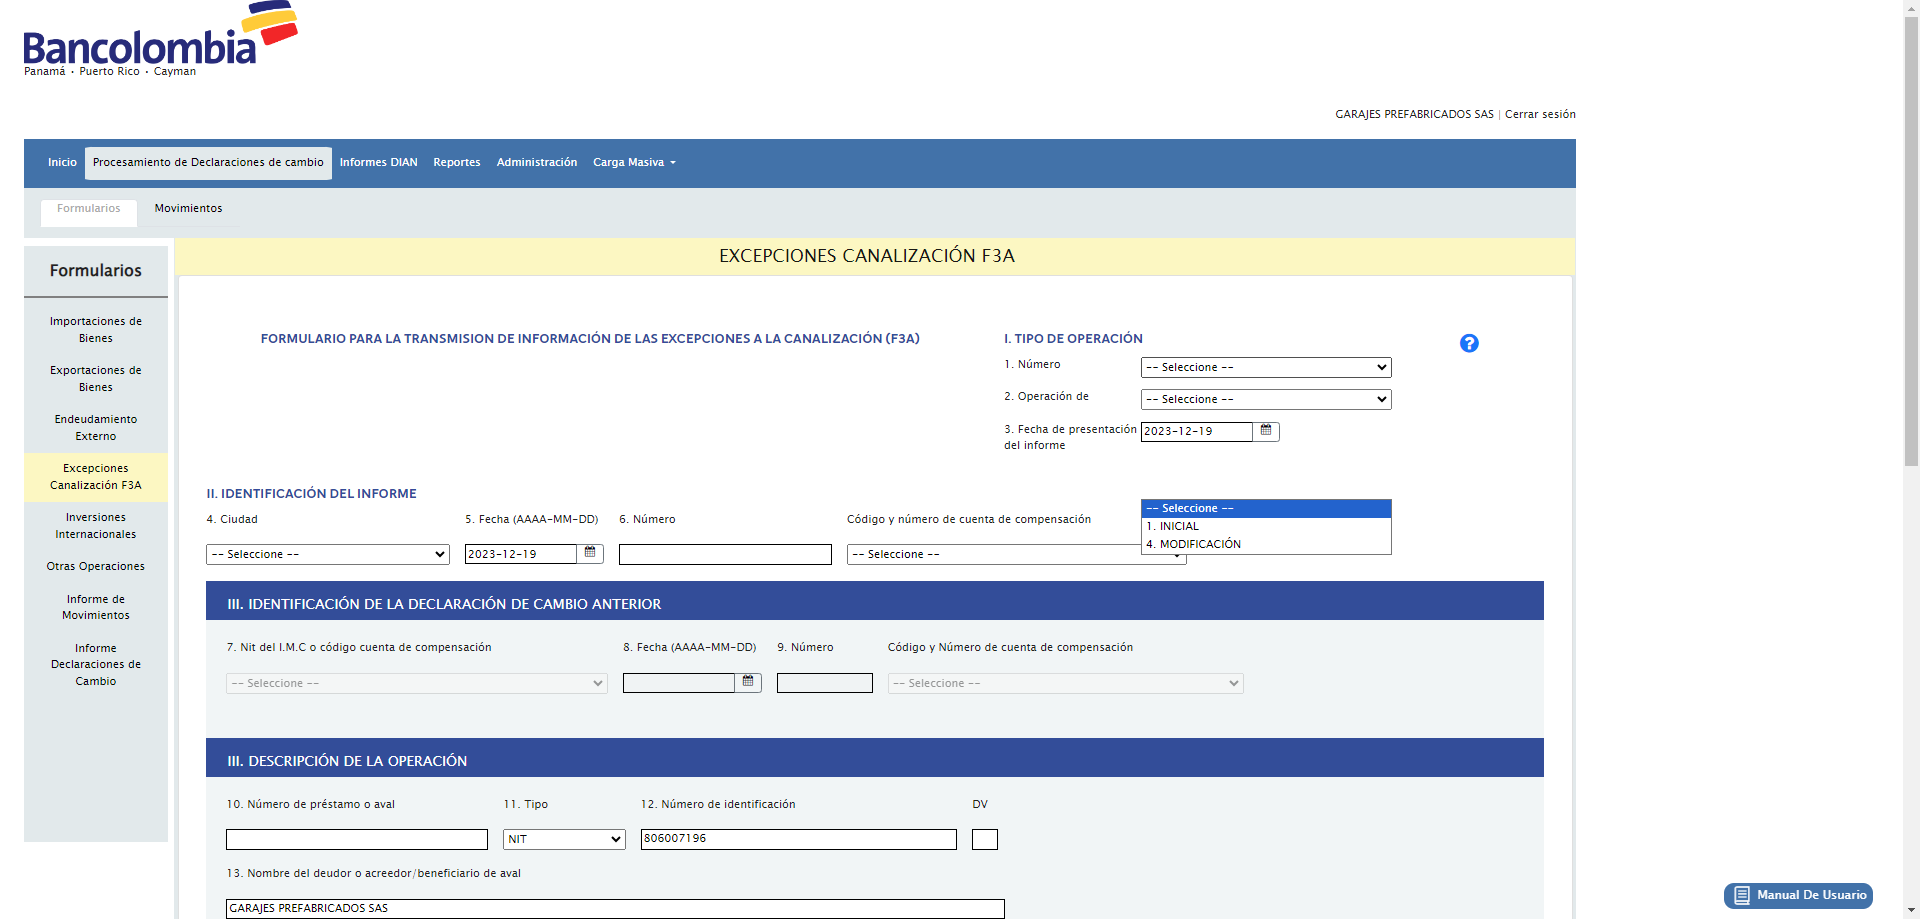 Bancolombia
Panamá • Puerto Rico • Cayman
GARAJES PREFABRICADOS SAS | Cerrar sesión
Inicio Procesamiento de Declaraciones de cambio Informes DIAN Reportes Administración Carga Masiva
Formularios Movimientos
Formularios
Importaciones de
Bienes
Exportaciones de
Bienes
Endeudamiento
Externo
Excepciones
Canalización F3A
Inversiones
Internacionales
Otras Operaciones
Informe de
Movimientos
Informe
Declaraciones de
Cambio
EXCEPCIONES CANALIZACIÓN F3A
FORMULARIO PARA LA TRANSMISION DE INFORMACIÓN DE LAS EXCEPCIONES A LA CANALIZACIÓN (F3A)
I. TIPO DE OPERACIÓN
?
1. Número -- Seleccione --
2. Operación de -- Seleccione --
3. Fecha de presentación
del informe 2023-12-19
-- Seleccione --
1. INICIAL
4. MODIFICACIÓN
II. IDENTIFICACIÓN DEL INFORME
4. Ciudad 5. Fecha (AAAA-MM-DD) 6. Número Código y número de cuenta de compensación
-- Seleccione -- 2023-12-19 -- Seleccione --
III. IDENTIFICACIÓN DE LA DECLARACIÓN DE CAMBIO ANTERIOR
7. Nit del I.M.C o código cuenta de compensación 8. Fecha (AAAA-MM-DD) 9. Número Código y Número de cuenta de compensación
-- Seleccione -- -- Seleccione --
III. DESCRIPCIÓN DE LA OPERACIÓN
10. Número de préstamo o aval 11. Tipo 12. Número de identificación DV
NIT 806007196
13. Nombre del deudor o acreedor/beneficiario de aval
GARAJES PREFABRICADOS SAS
Manual De Usuario